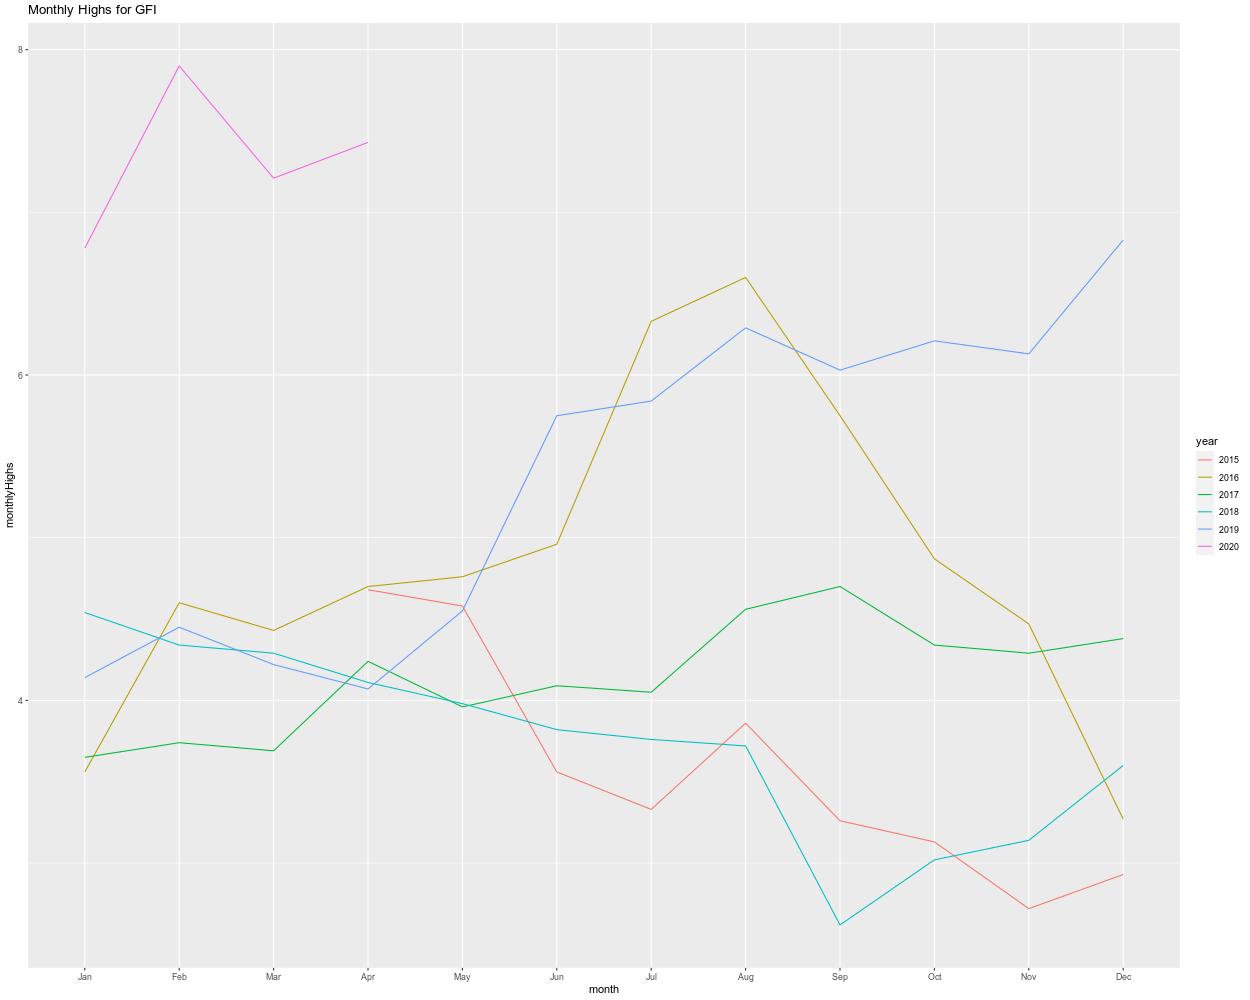 Monthly Highs for GFI
8
6
4
monthlyHighs
Jan Feb Mar Apr May Jun Jul Aug Sep Oct Nov Dec
month
year
2015
2016
2017
2018
2019
2020